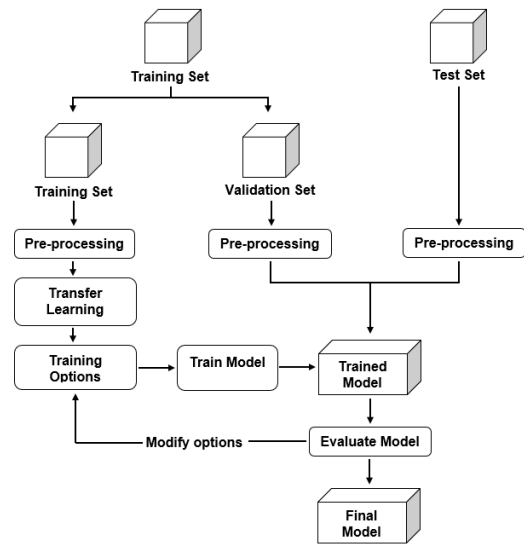 Training Set
Test Set
Training Set
Validation Set
Pre-processing
Pre-processing
Pre-processing
Transfer
Learning
Training
Options
Train Model
Trained
Model
Modify options
Evaluate Model
Final
Model